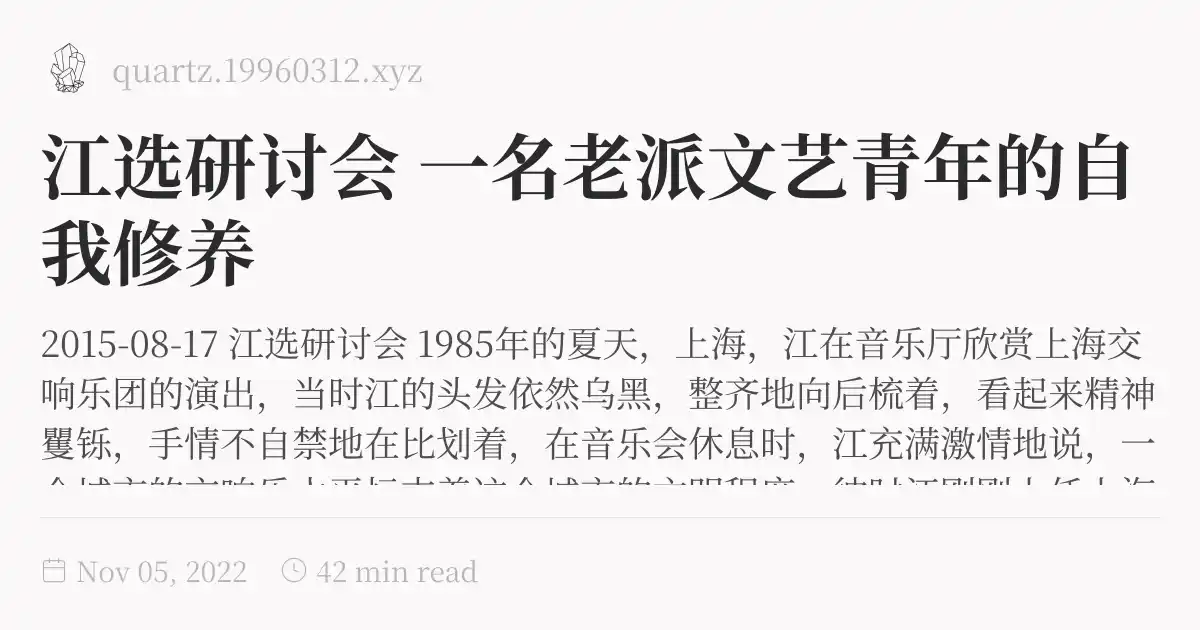 quartz.19960312.xyz
江选研讨会 一名老派文艺青年的自
我修养
2015-08-17 江选研讨会 1985年的夏天，上海，江在音乐厅欣赏上海交
响乐团的演出，当时江的头发依然乌黑，整齐地向后梳着，看起来精神
矍铄，手情不自禁地在比划着，在音乐会休息时，江充满激情地说，一
Nov 05, 2022
42 min read